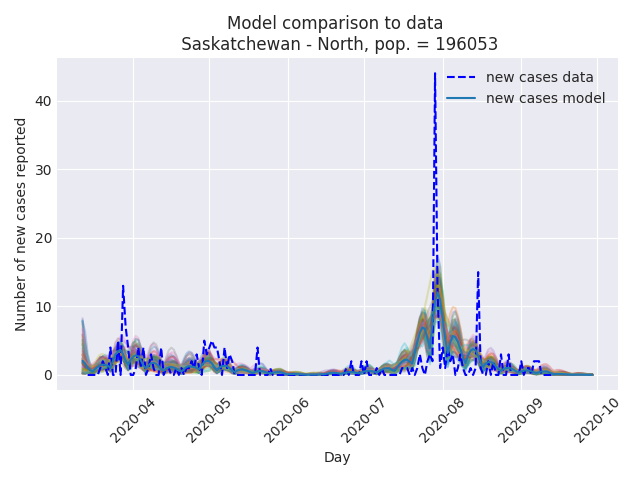 Model comparison to data
Saskatchewan - North, pop. = 196053
new cases data
new cases model
Number of new cases reported
40
30
20
10
0
2020-04
2020-05
2020-06
2020-07
2020-08
2020-09
2020-10
Day